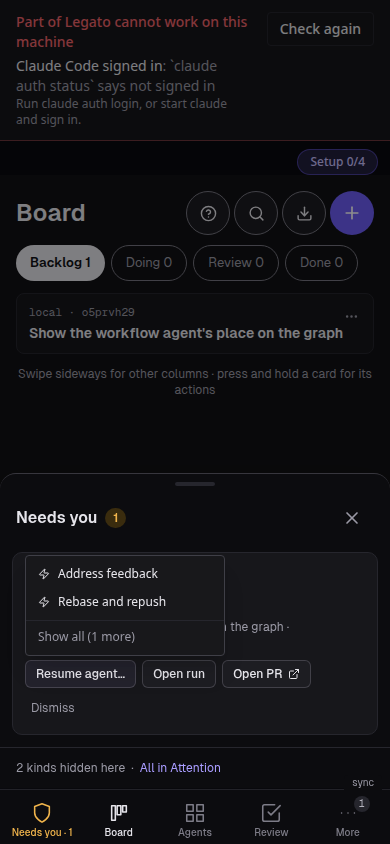 Part of Legato cannot work on this
machine
Check again
Claude Code signed in: `claude
auth status` says not signed in
Run claude auth login, or start claude
and sign in.
Setup 0/4
Board
Backlog 1
Doing 0
Review 0
Done 0
local · o5prvh29
Show the workflow agent's place on the graph
Swipe sideways for other columns · press and hold a card for its
actions
Needs you 1
Address feedback
Rebase and repush
the graph ·
Show all (1 more)
Resume agent...
Open run
Open PR
Dismiss
2 kinds hidden here · All in Attention
sync
1
Needs you · 1
Board
Agents
Review
More